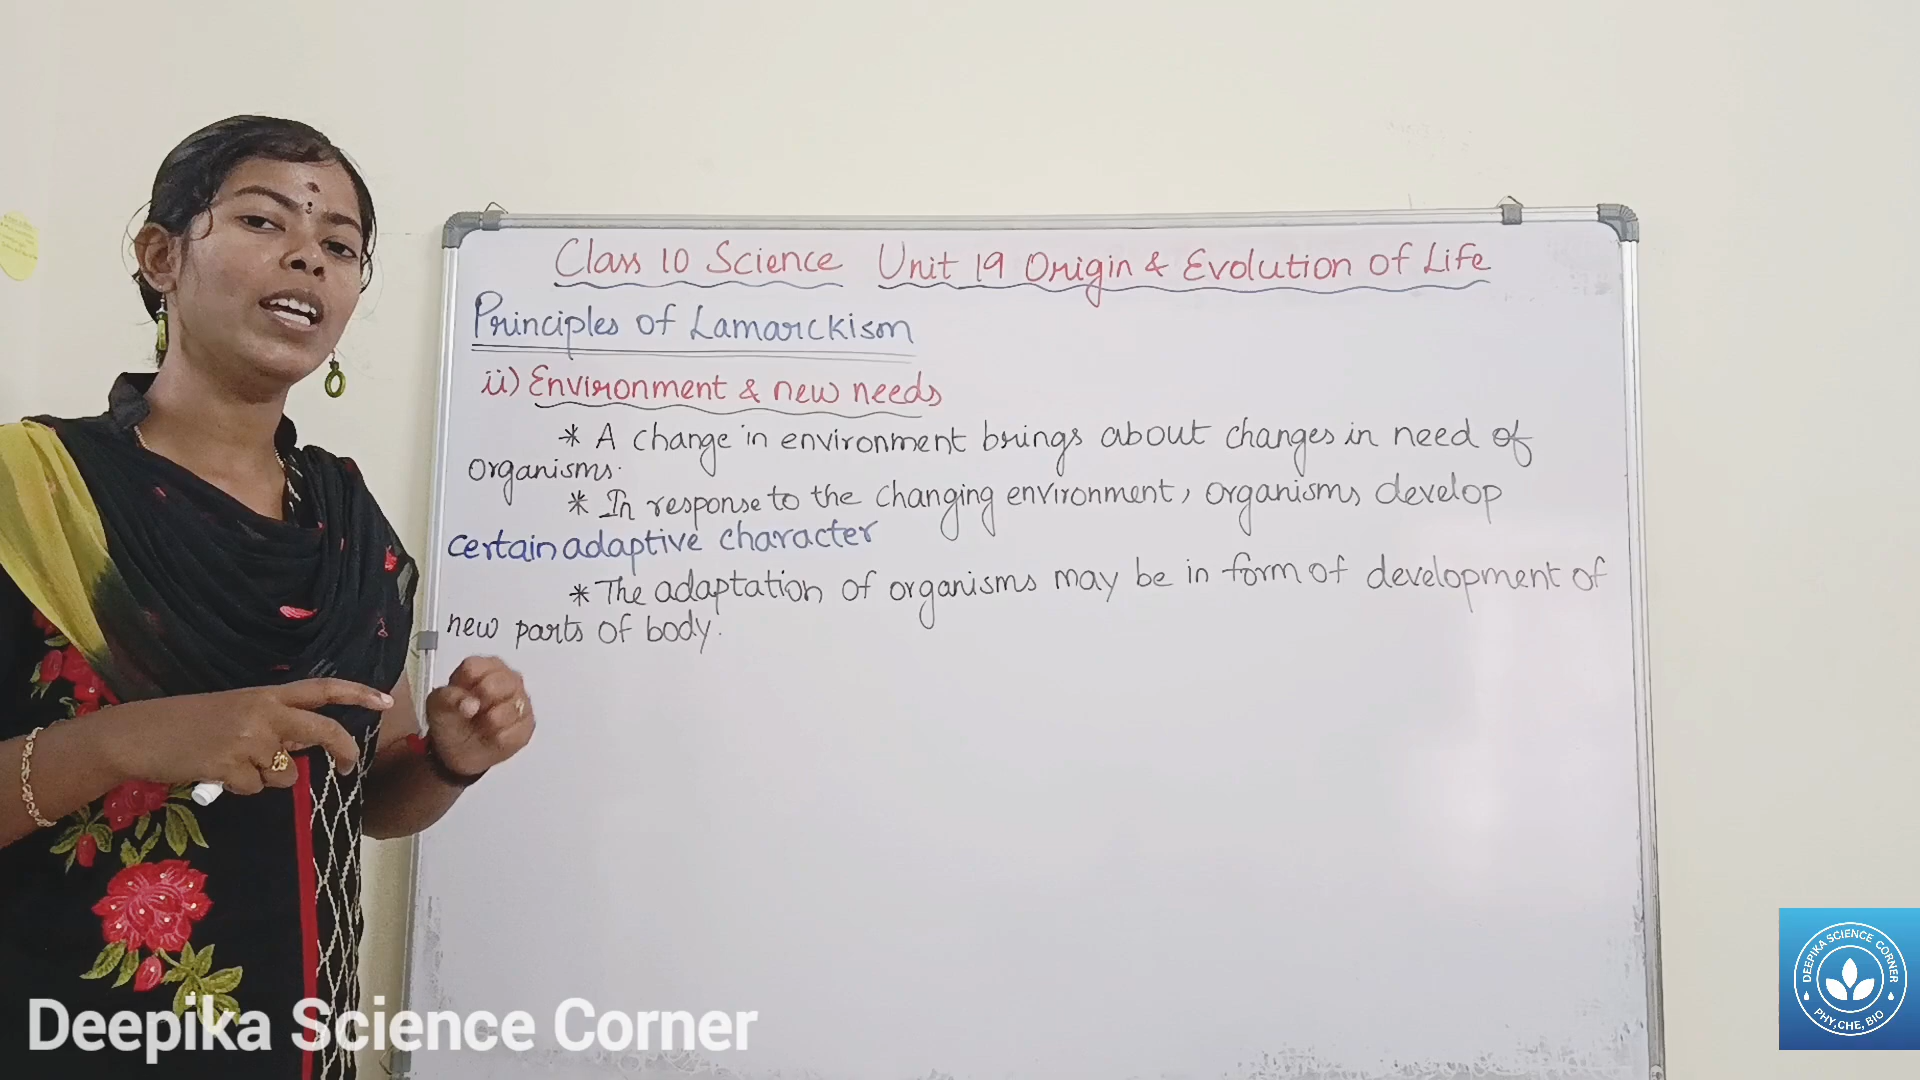 Class 10 Science Unit 19 Origin & Evolution of Life
Principles of Lamarckism
ii) Environment & new needs
* A change in environment brings about changes in need of
organisms.
* In response to the changing environment, organisms develop
certain adaptive character
* The adaptation of organisms may be in form of development of
new parts of body.
Deepika Science Corner
DEEPIKA SCIENCE CORNER
PHY,CHE,BIO